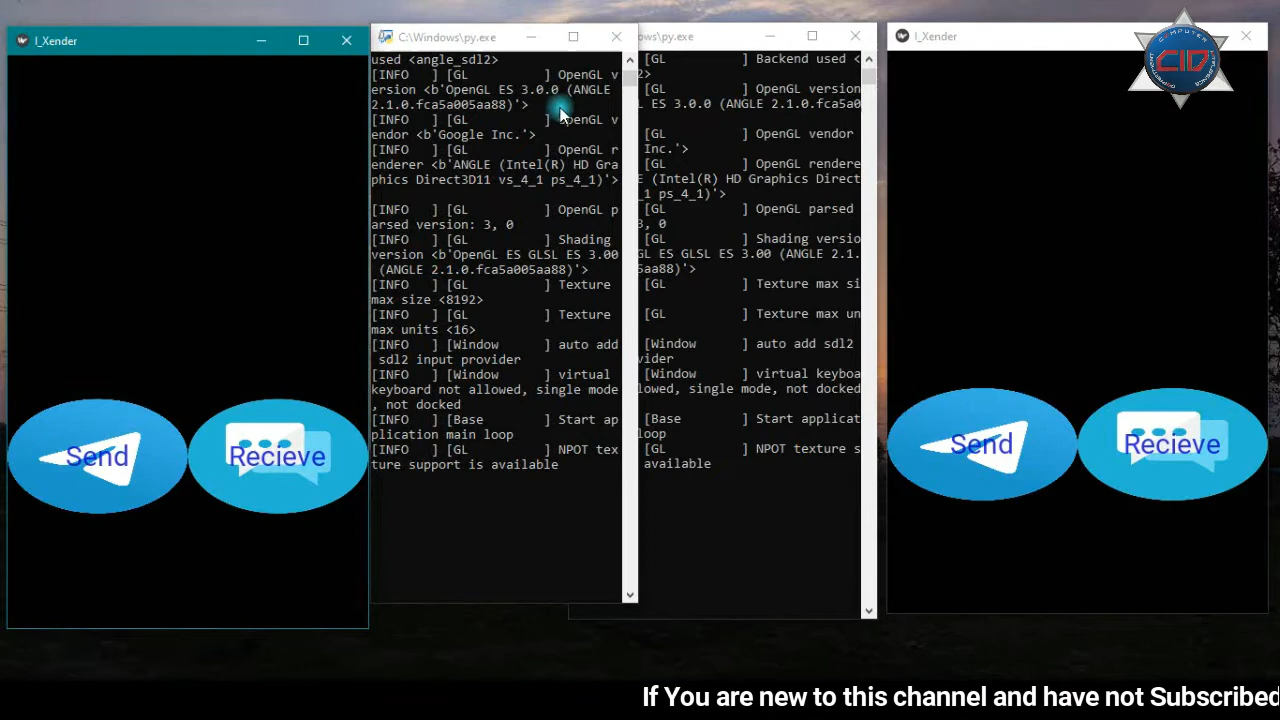 I_Xender
Send
Recieve
C:\Windows\py.exe
used <angle_sdl2>
[INFO   ] [GL          ] OpenGL v
ersion <b'OpenGL ES 3.0.0 (ANGLE
2.1.0.fca5a005aa88)'>
[INFO   ] [GL          ] OpenGL v
endor <b'Google Inc.'>
[INFO   ] [GL          ] OpenGL r
enderer <b'ANGLE (Intel(R) HD Gra
phics Direct3D11 vs_4_1 ps_4_1)'>
[INFO   ] [GL          ] OpenGL p
arsed version: 3, 0
[INFO   ] [GL          ] Shading
version <b'OpenGL ES GLSL ES 3.00
(ANGLE 2.1.0.fca5a005aa88)'>
[INFO   ] [GL          ] Texture
max size <8192>
[INFO   ] [GL          ] Texture
max units <16>
[INFO   ] [Window      ] auto add
sdl2 input provider
[INFO   ] [Window      ] virtual
keyboard not allowed, single mode
, not docked
[INFO   ] [Base        ] Start ap
plication main loop
[INFO   ] [GL          ] NPOT tex
ture support is available
ws\py.exe
[GL          ] Backend used <
2>
[GL          ] OpenGL version
L ES 3.0.0 (ANGLE 2.1.0.fca5a0
[GL          ] OpenGL vendor
Inc.'>
[GL          ] OpenGL rendere
E (Intel(R) HD Graphics Direct
_1 ps_4_1)'>
[GL          ] OpenGL parsed
3, 0
[GL          ] Shading versio
GL ES GLSL ES 3.00 (ANGLE 2.1.
5aa88)'>
[GL          ] Texture max si
[GL          ] Texture max un
[Window      ] auto add sdl2
vider
[Window      ] virtual keyboa
lowed, single mode, not docked
[Base        ] Start applicat
loop
[GL          ] NPOT texture s
available
I_Xender
Send
Recieve
COMPUTER
CID
If You are new to this channel and have not Subscribed